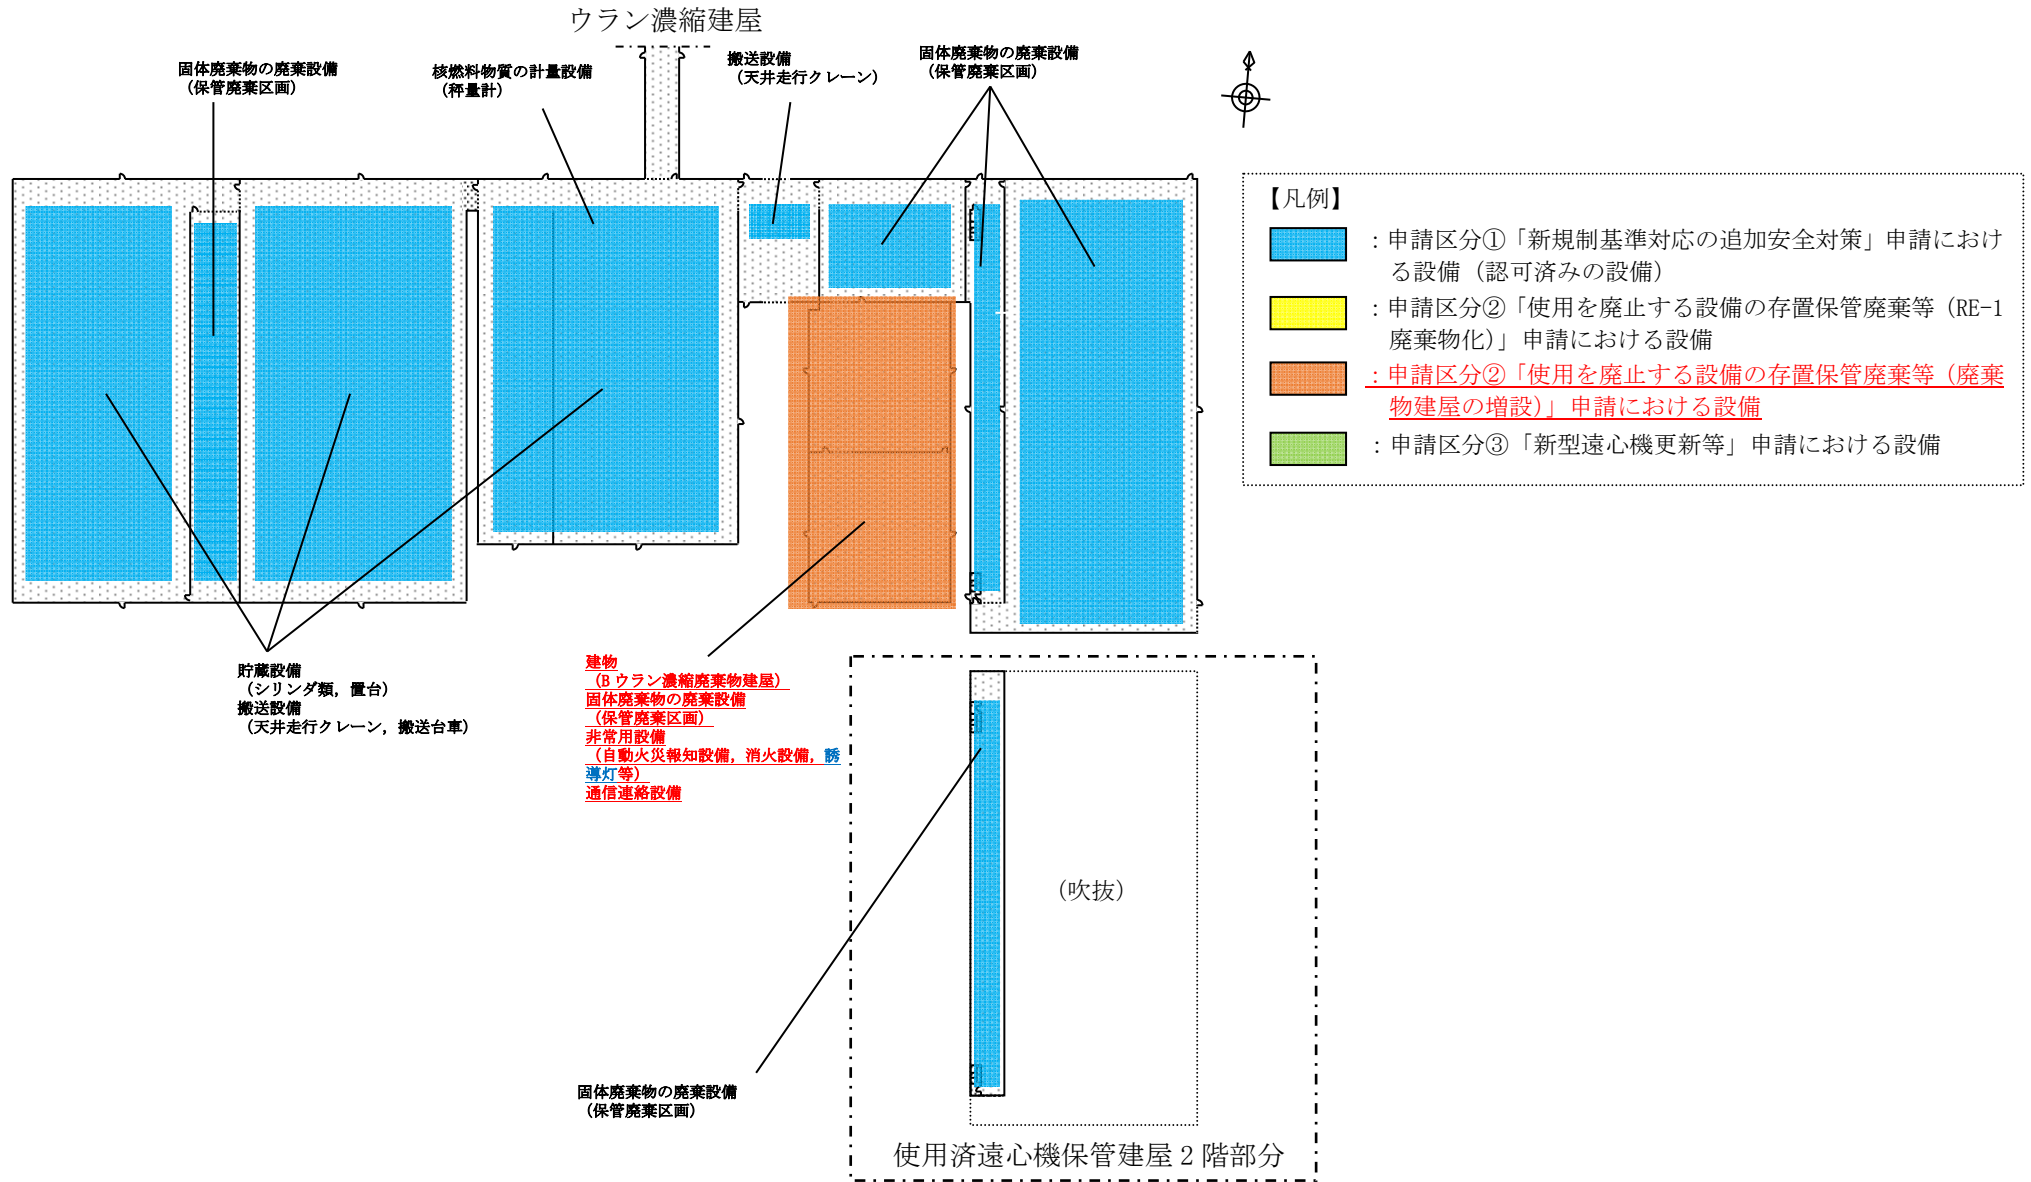 ウラン濃縮建屋
固体廃棄物の廃棄設備
（保管廃棄区画）
核燃料物質の計量設備
（秤量計）
搬送設備
（天井走行クレーン）
固体廃棄物の廃棄設備
（保管廃棄区画）
【凡例】
：申請区分①「新規制基準対応の追加安全対策」申請におけ
る設備（認可済みの設備）
：申請区分②「使用を廃止する設備の存置保管廃棄等（RE-1
廃棄物化）」申請における設備
：申請区分②「使用を廃止する設備の存置保管廃棄等（廃棄
物建屋の増設）」申請における設備
：申請区分③「新型遠心機更新等」申請における設備
貯蔵設備
（シリンダ類，置台）
搬送設備
（天井走行クレーン，搬送台車）
建物
（Bウラン濃縮廃棄物建屋）
固体廃棄物の廃棄設備
（保管廃棄区画）
非常用設備
（自動火災報知設備，消火設備，誘
導灯等）
通信連絡設備
（吹抜）
固体廃棄物の廃棄設備
（保管廃棄区画）
使用済遠心機保管建屋２階部分